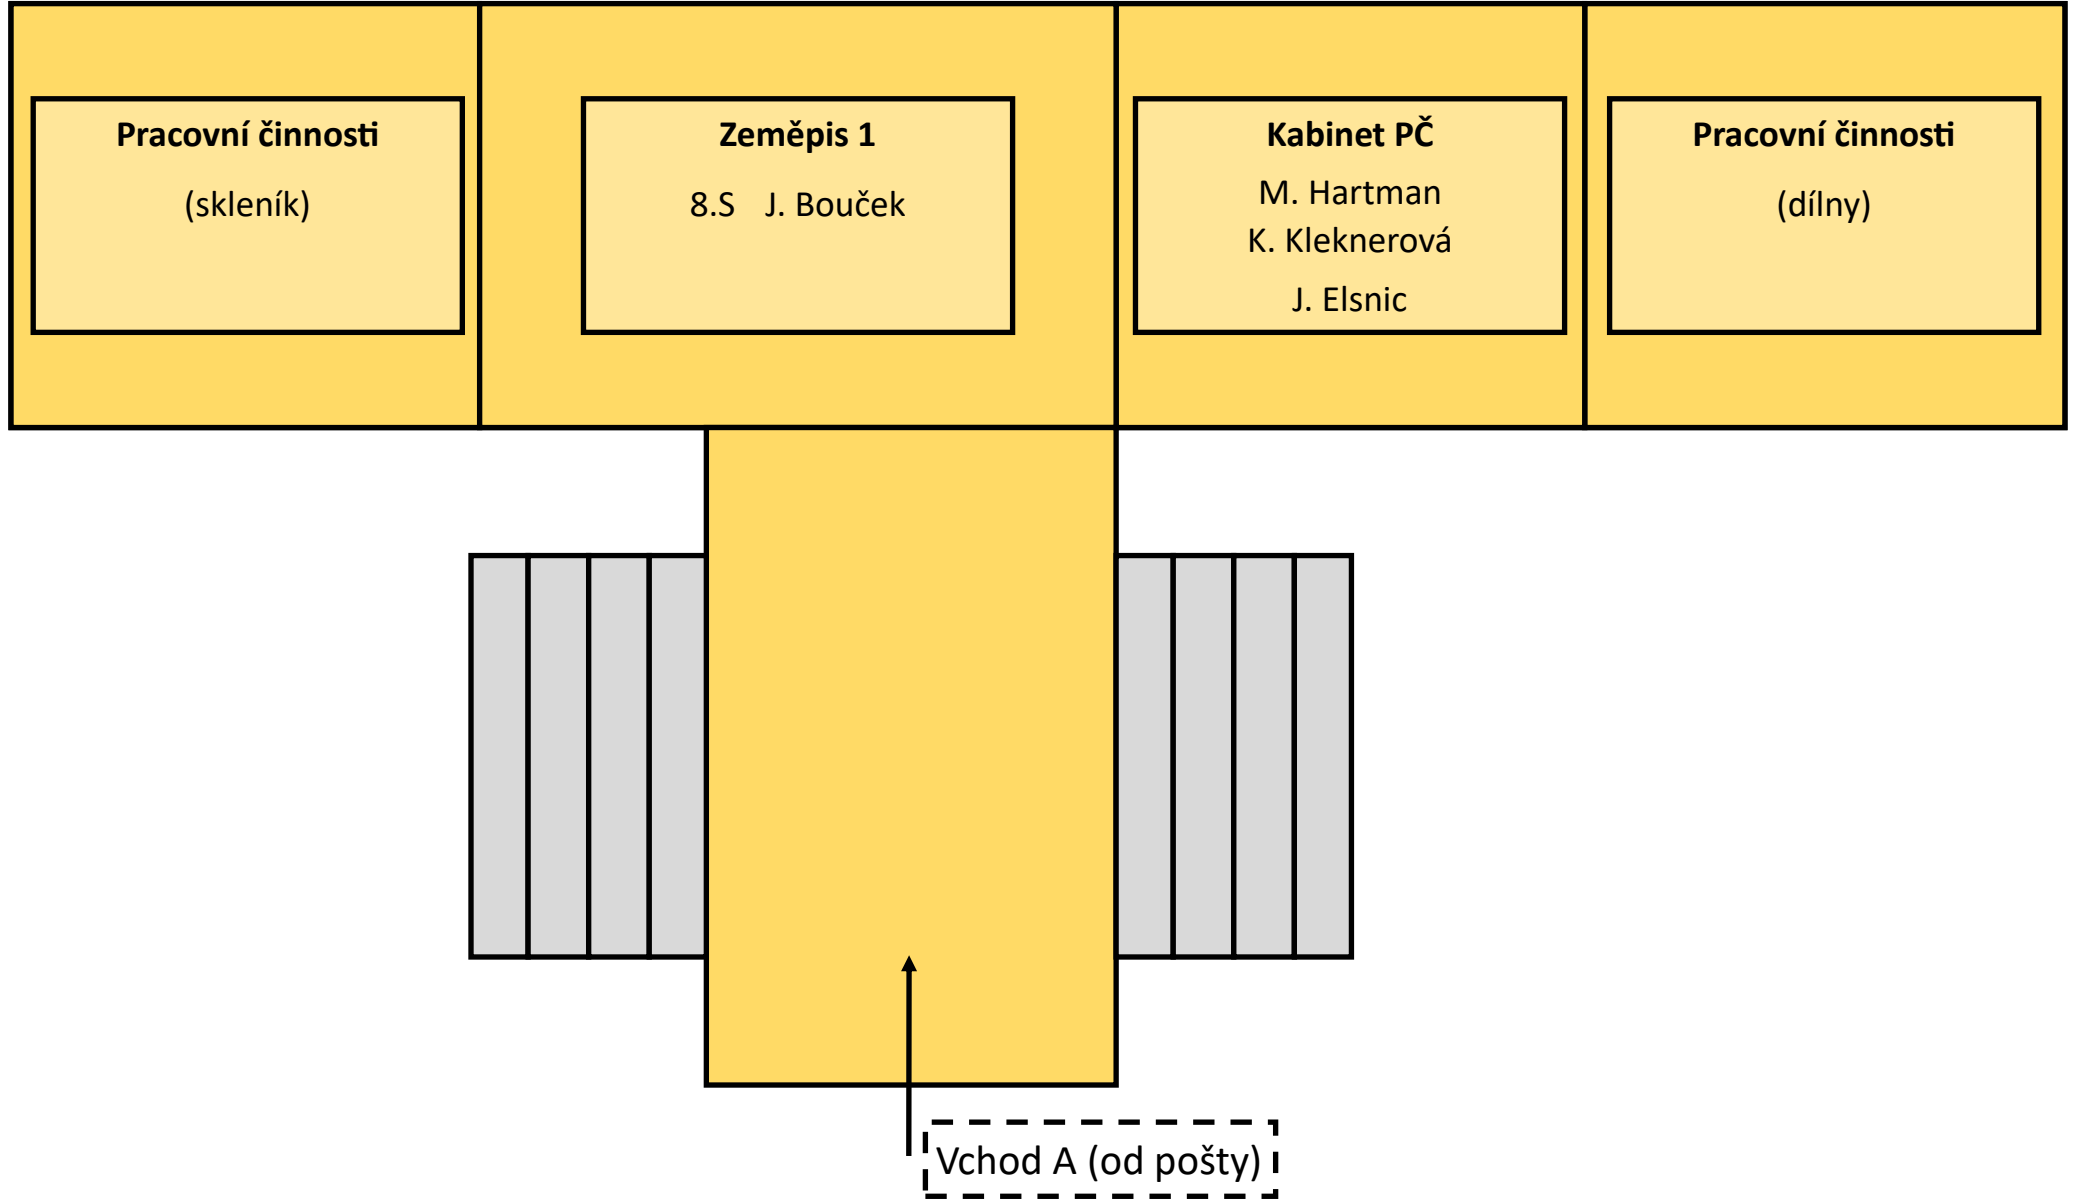 Pracovní činnosti
(skleník)
Zeměpis 1
8.S J. Bouček
Kabinet PČ
M. Hartman
K. Kleknerová
J. Elsnic
Pracovní činnosti
(dílny)
Vchod A (od pošty)